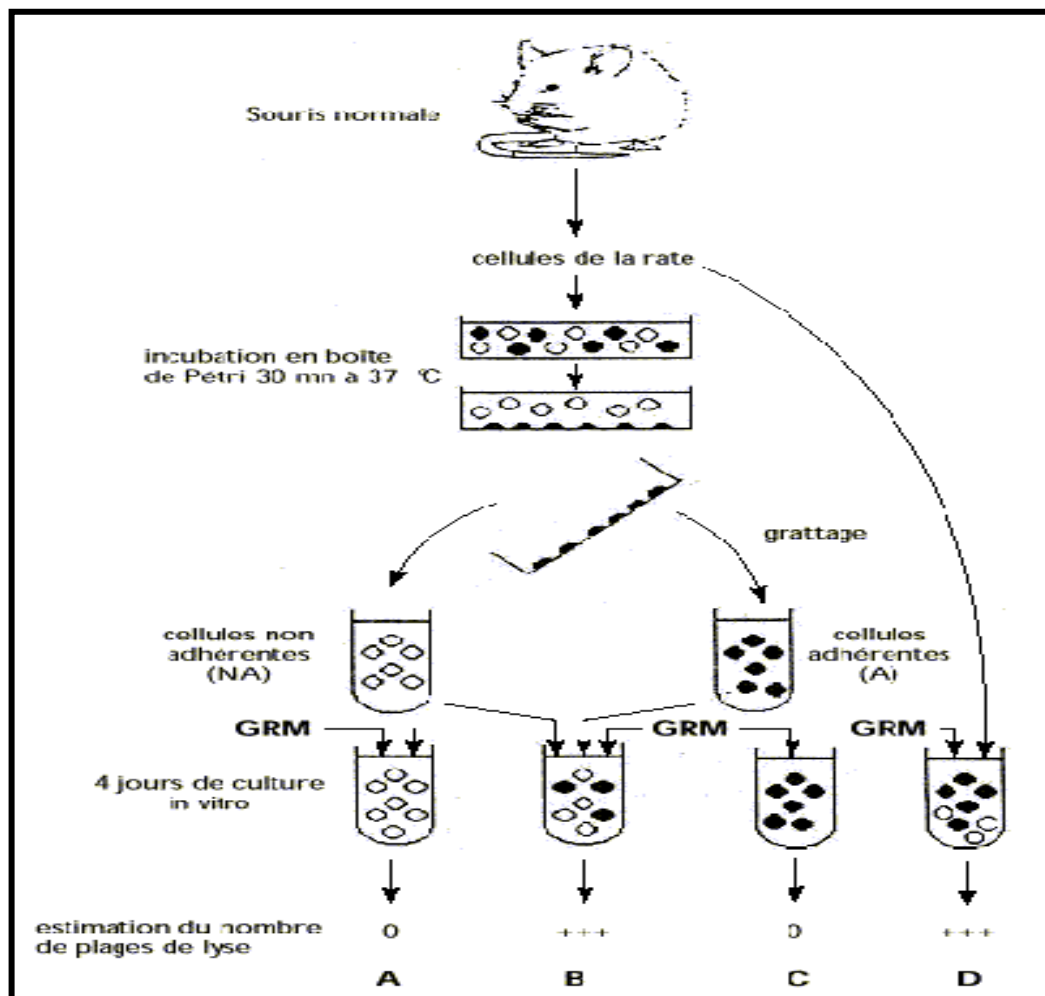 Souris normale
cellules de la rate
incubation en boîte
de Pétri 30 mn à 37 °C
grattage
cellules non
adhérentes
(NA)
cellules
adhérentes
(A)
GRM GRM GRM
4 jours de culture
in vitro
estimation du nombre
de plages de lyse
0 +++ 0 +++
A B C D